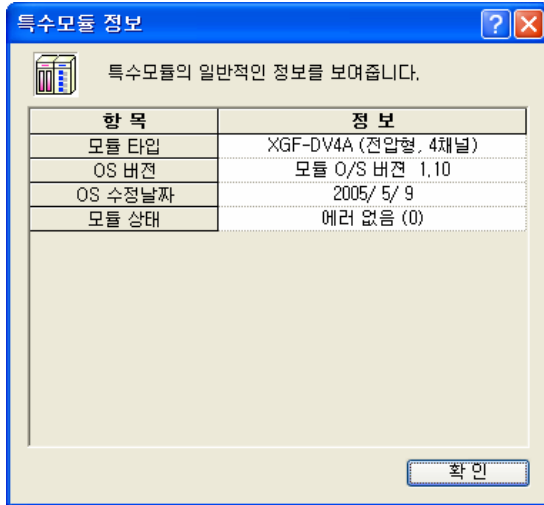 특수모듈 정보
특수모듈의 일반적인 정보를 보여줍니다.
항 목 정 보
모듈 타입 XGF-DV4A (전압형, 4채널)
OS 버전 모듈 O/S 버젼 1.10
OS 수정날짜 2005/ 5/ 9
모듈 상태 에러 없음 (0)
확 인